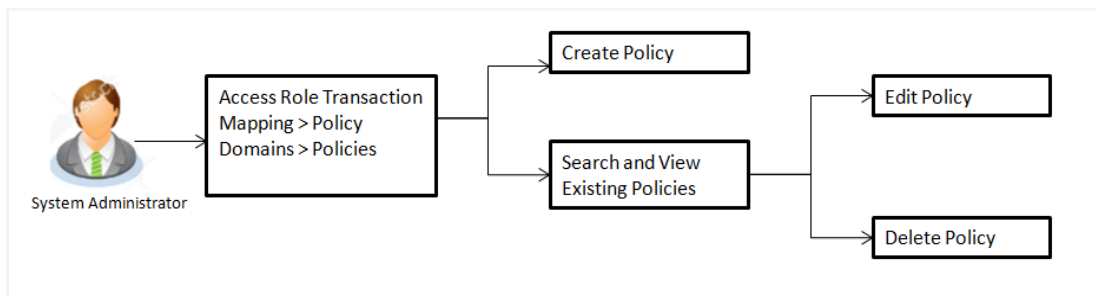 Create Policy
Access Role Transaction
Mapping > Policy
Domains > Policies
Edit Policy
Search and View
Existing Policies
System Administrator
Delete Policy